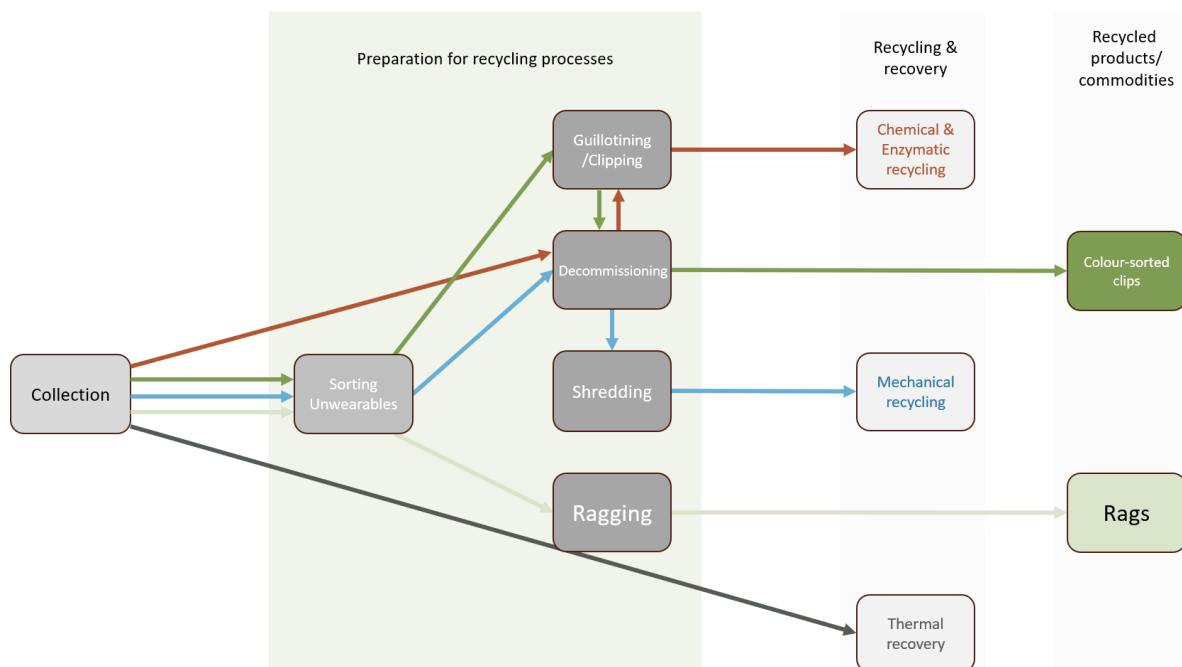 Preparation for recycling processes
Recycling &
recovery
Recycled
products/
commodities
Guillotining
/Clipping
Chemical &
Enzymatic
recycling
Decommissioning
Colour-sorted
clips
Collection
Sorting
Unwearables
Shredding
Mechanical
recycling
Ragging
Rags
Thermal
recovery